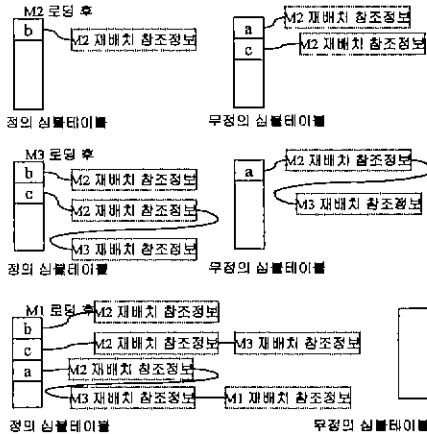 M2 로딩 후
b
M2 재배치 참조정보
정의 심볼테이블
a
M2 재배치 참조정보
c
M2 재배치 참조정보
무정의 심볼테이블
M3 로딩 후
b
M2 재배치 참조정보
c
M2 재배치 참조정보
M3 재배치 참조정보
정의 심볼테이블
a
M2 재배치 참조정보
M3 재배치 참조정보
무정의 심볼테이블
M1 로딩 후
b
M2 재배치 참조정보
c
M2 재배치 참조정보
M3 재배치 참조정보
a
M2 재배치 참조정보
M3 재배치 참조정보
M1 재배치 참조정보
정의 심볼테이블
무정의 심볼테이블